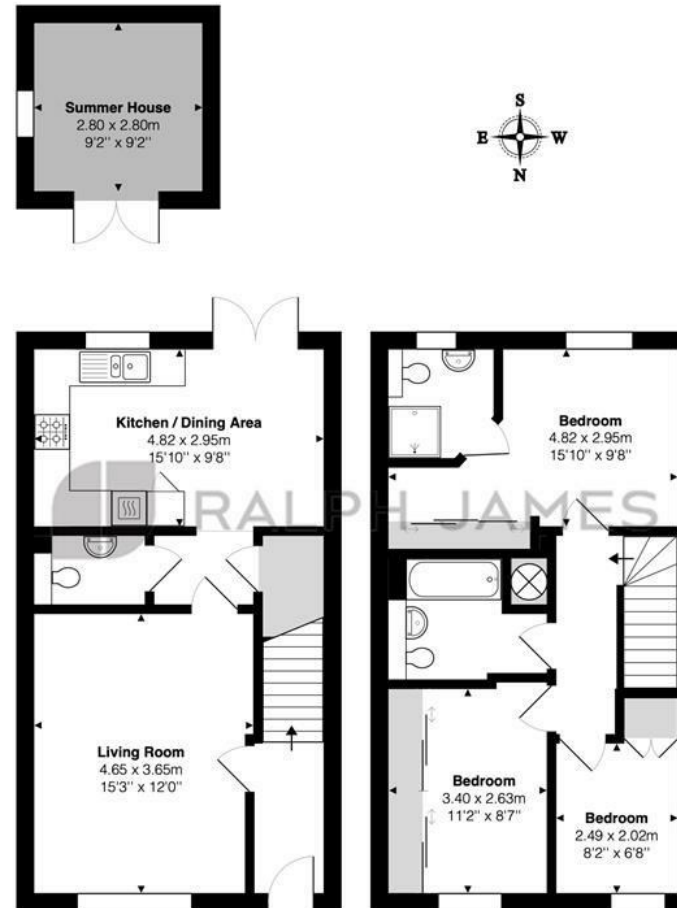 Summer House
2.80 x 2.80m
9'2'' x 9'2''
S
E W
N
Kitchen / Dining Area
4.82 x 2.95m
15'10'' x 9'8''
Bedroom
4.82 x 2.95m
15'10'' x 9'8''
RALPH JAMES
Living Room
4.65 x 3.65m
15'3'' x 12'0''
Bedroom
3.40 x 2.63m
11'2'' x 8'7''
Bedroom
2.49 x 2.02m
8'2'' x 6'8''